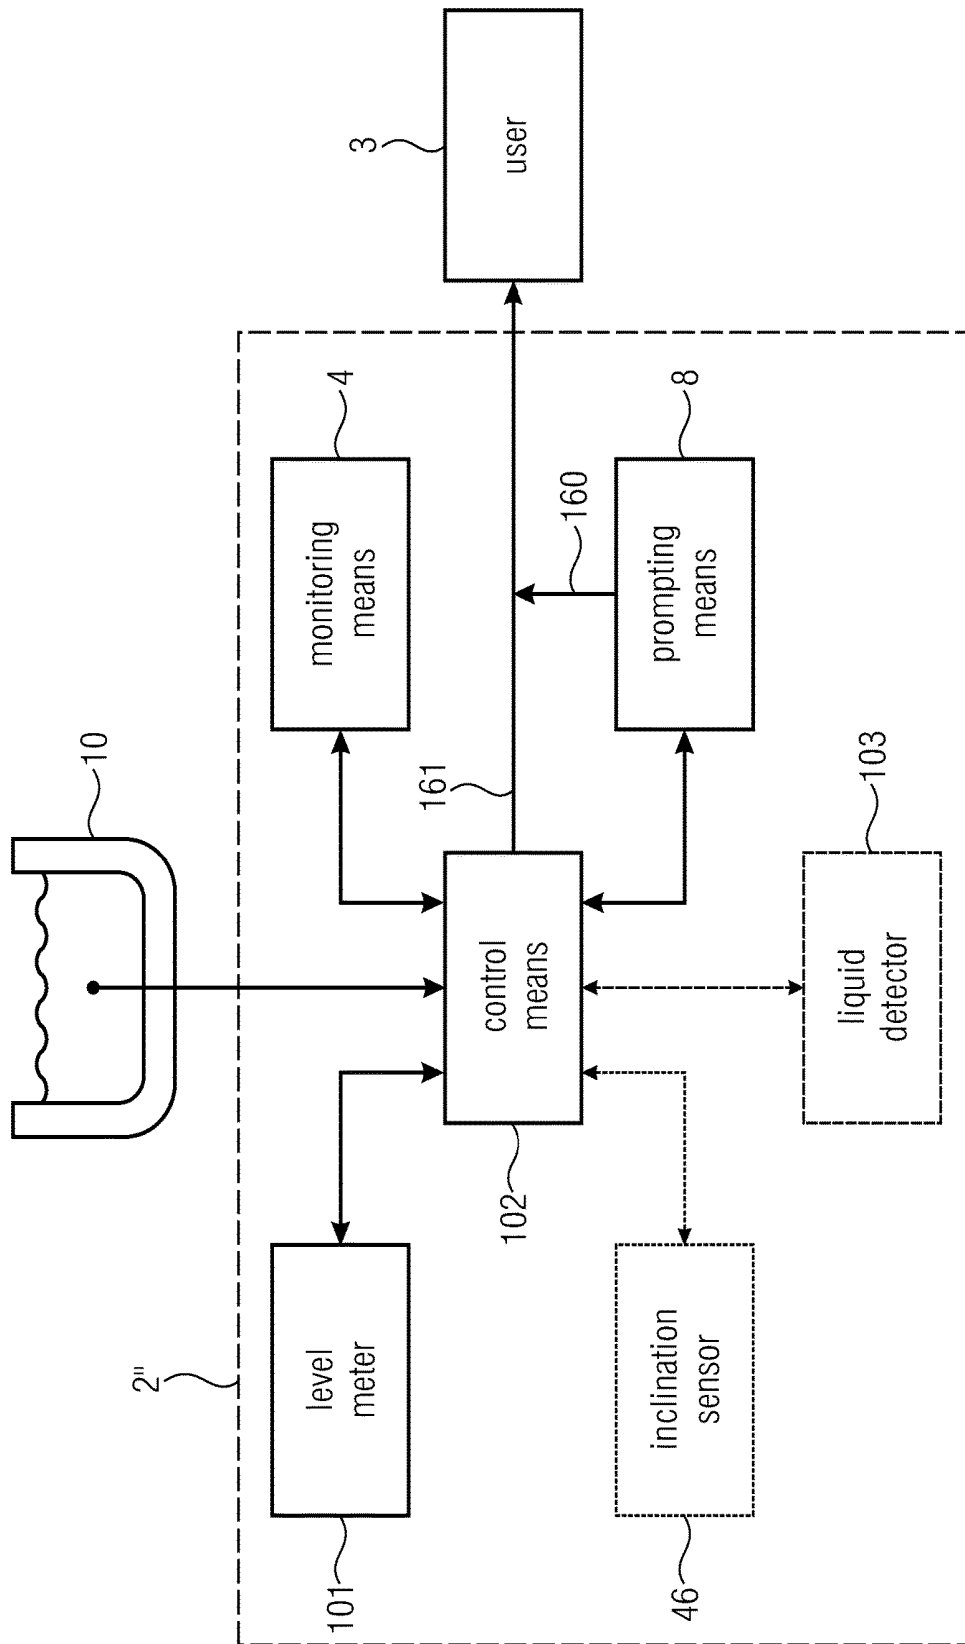 10
2"
101
level
meter
4
monitoring
means
3
user
102
control
means
161
160
46
inclination
sensor
8
prompting
means
103
liquid
detector